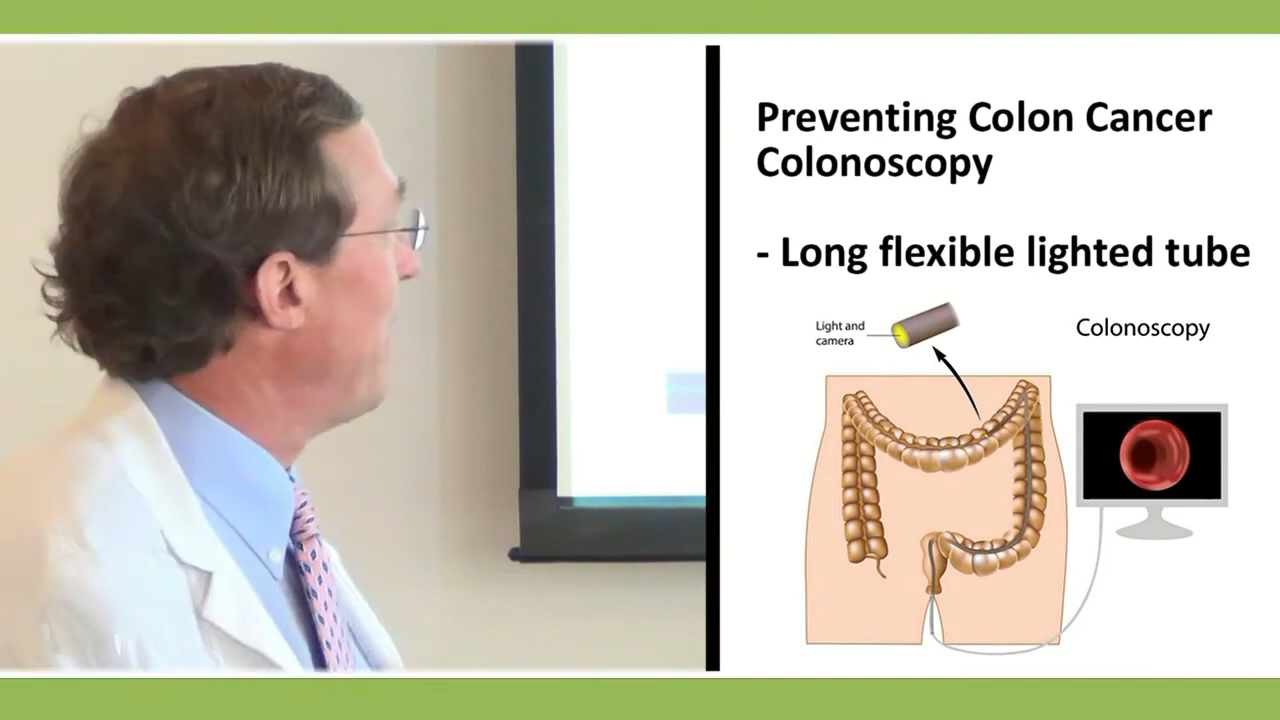 Preventing Colon Cancer
Colonoscopy
- Long flexible lighted tube
Light and
camera
Colonoscopy